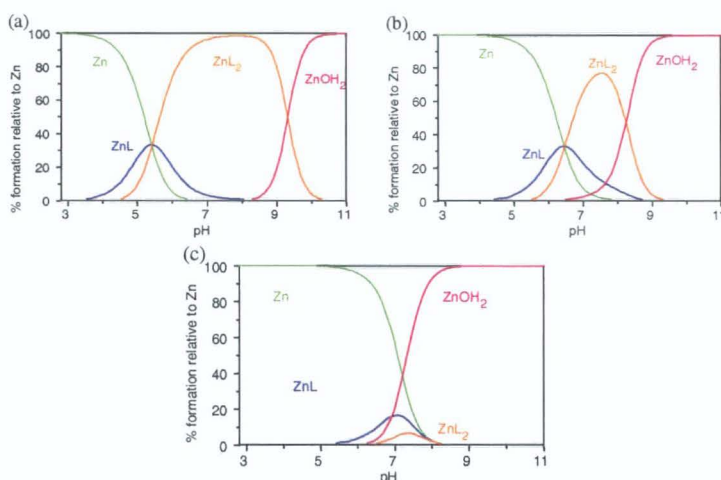 (a)
% formation relative to Zn
100
80
60
40
20
0
Zn
ZnL
ZnL2
ZnOH2
3
5
7
9
11
pH
(b)
% formation relative to Zn
100
80
60
40
20
0
Zn
ZnL
ZnL2
ZnOH2
3
5
7
9
11
pH
(c)
% formation relative to Zn
100
80
60
40
20
0
Zn
ZnL
ZnOH2
ZnL2
3
5
7
9
11
pH